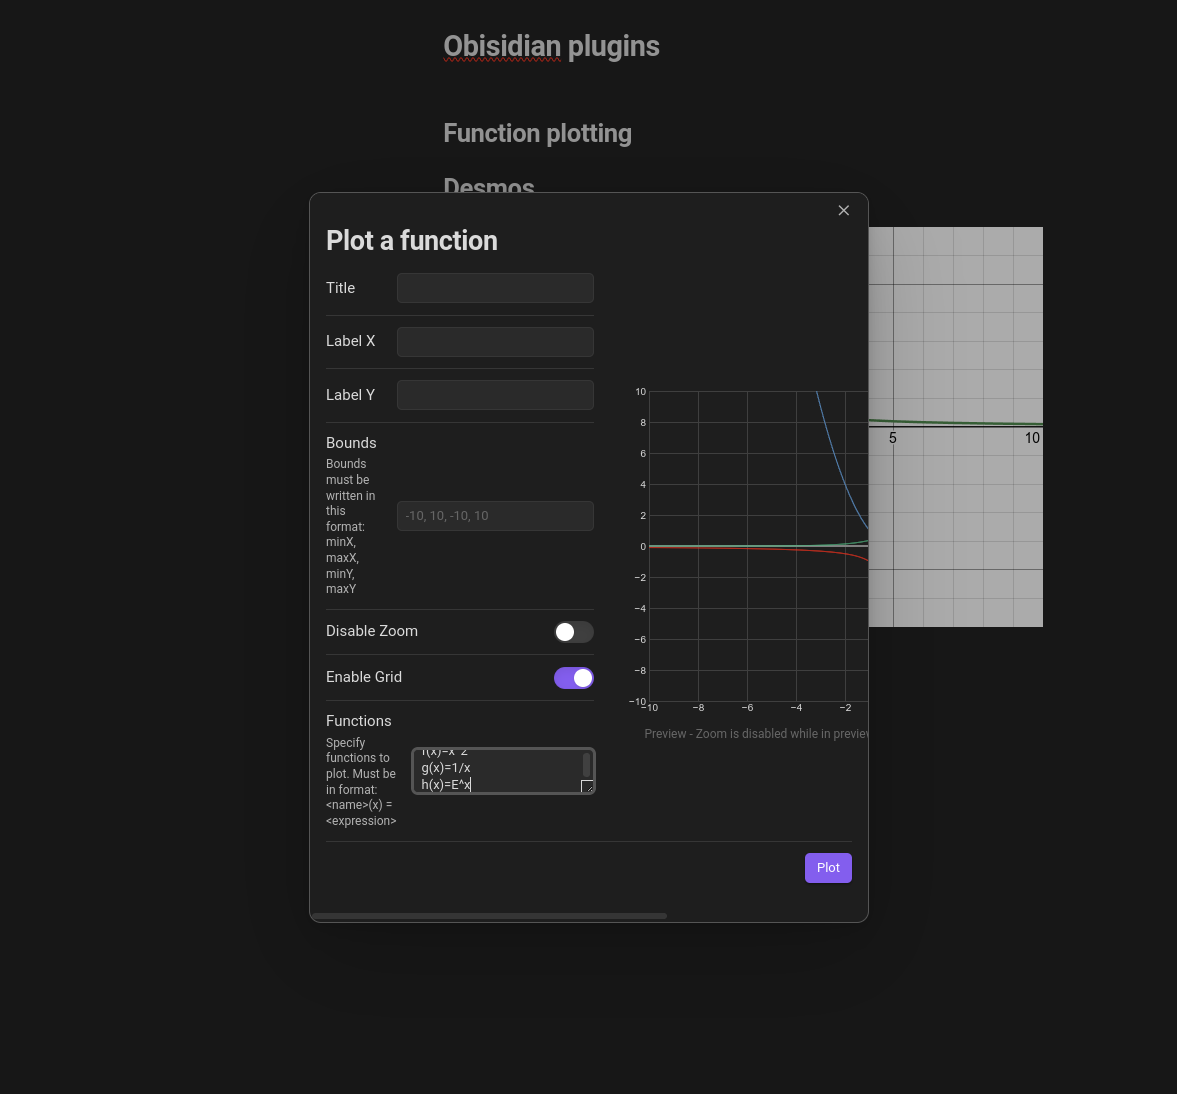 Obisidian plugins
Function plotting
Desmos
Plot a function
Title
Label X
Label Y
Bounds
Bounds
must be
written in
this
format:
minX,
maxX,
minY,
maxY
-10, 10, -10, 10
Disable Zoom
Enable Grid
Functions
Specify
functions to
plot. Must be
in format:
<name>(x) =
<expression>
f(x)=x^2
g(x)=1/x
h(x)=E^x
10
8
6
4
2
0
−2
−4
−6
−8
−10
−10 −8 −6 −4 −2
Preview - Zoom is disabled while in preview
Plot
5 10